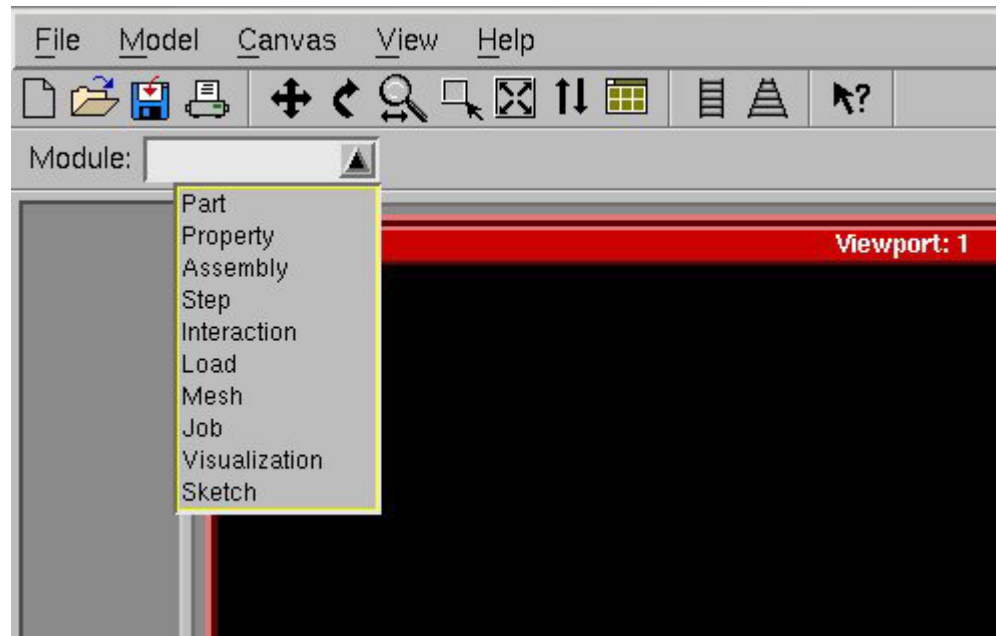 File Model Canvas View Help
?
Module:
Part
Property
Viewport: 1
Assembly
Step
Interaction
Load
Mesh
Job
Visualization
Sketch